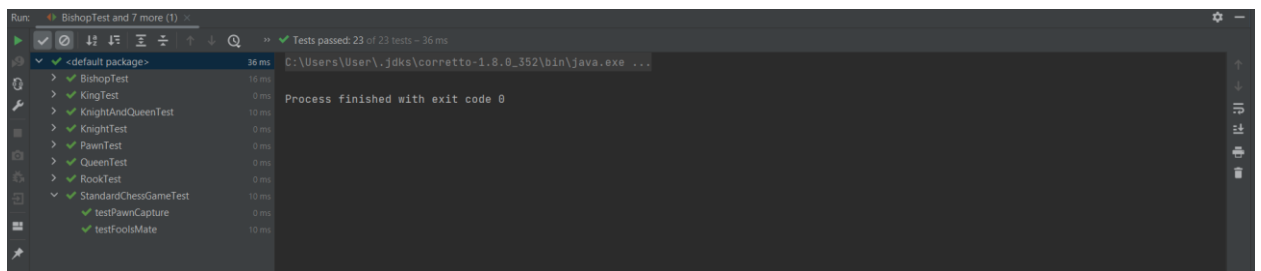 Run: BishopTest and 7 more (1) ×
» Tests passed: 23 of 23 tests – 36 ms
<default package> 36 ms
BishopTest 16 ms
KingTest 0 ms
KnightAndQueenTest 10 ms
KnightTest 0 ms
PawnTest 0 ms
QueenTest 0 ms
RookTest 0 ms
StandardChessGameTest 10 ms
testPawnCapture 0 ms
testFoolsMate 10 ms
C:\Users\User\.jdks\corretto-1.8.0_352\bin\java.exe ...
Process finished with exit code 0